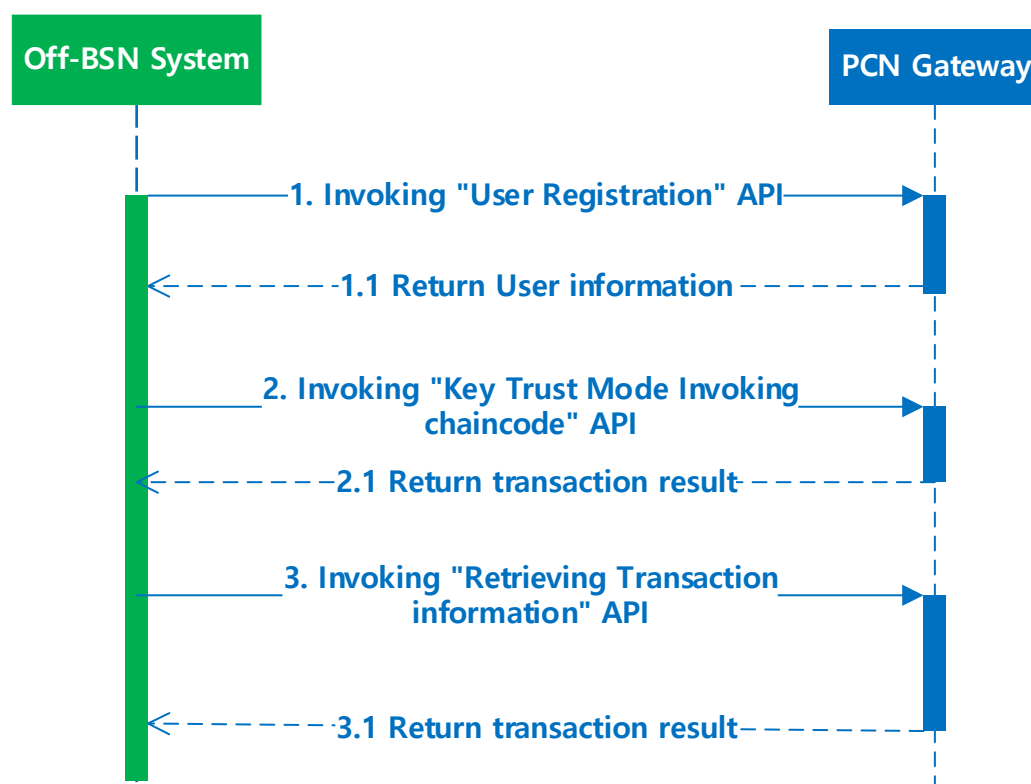 Off-BSN System
PCN Gateway
1. Invoking "User Registration" API
1.1 Return User information
2. Invoking "Key Trust Mode Invoking
chaincode" API
2.1 Return transaction result
3. Invoking "Retrieving Transaction
information" API
3.1 Return transaction result